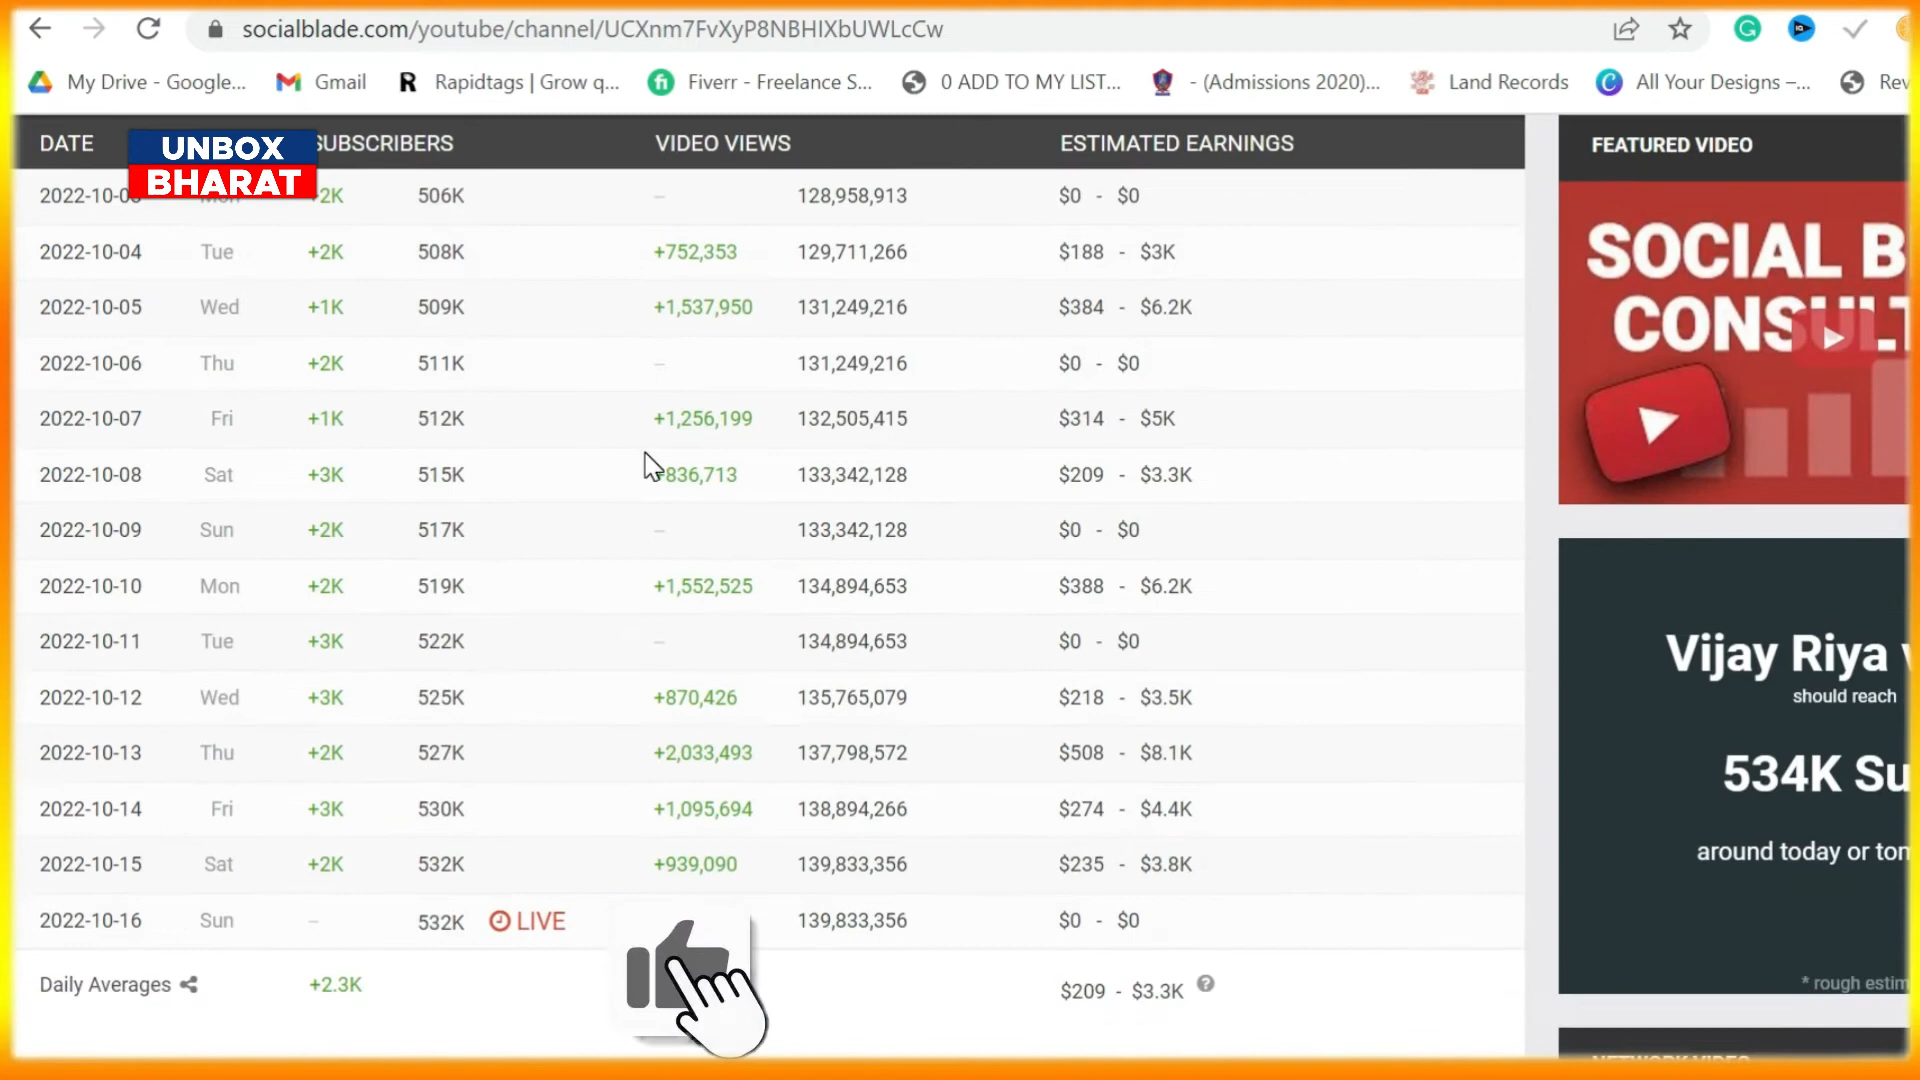 socialblade.com/youtube/channel/UCXnm7FvXyP8NBHIXbUWLcCw
My Drive - Google... Gmail Rapidtags | Grow q... Fiverr - Freelance S... 0 ADD TO MY LIST... - (Admissions 2020)... Land Records All Your Designs –... Rev
DATE SUBSCRIBERS VIDEO VIEWS ESTIMATED EARNINGS
UNBOX
BHARAT
+2K 506K – 128,958,913 $0 - $0
2022-10-04 Tue +2K 508K +752,353 129,711,266 $188 - $3K
2022-10-05 Wed +1K 509K +1,537,950 131,249,216 $384 - $6.2K
2022-10-06 Thu +2K 511K – 131,249,216 $0 - $0
2022-10-07 Fri +1K 512K +1,256,199 132,505,415 $314 - $5K
2022-10-08 Sat +3K 515K +836,713 133,342,128 $209 - $3.3K
2022-10-09 Sun +2K 517K – 133,342,128 $0 - $0
2022-10-10 Mon +2K 519K +1,552,525 134,894,653 $388 - $6.2K
2022-10-11 Tue +3K 522K – 134,894,653 $0 - $0
2022-10-12 Wed +3K 525K +870,426 135,765,079 $218 - $3.5K
2022-10-13 Thu +2K 527K +2,033,493 137,798,572 $508 - $8.1K
2022-10-14 Fri +3K 530K +1,095,694 138,894,266 $274 - $4.4K
2022-10-15 Sat +2K 532K +939,090 139,833,356 $235 - $3.8K
2022-10-16 Sun – 532K LIVE 139,833,356 $0 - $0
Daily Averages +2.3K $209 - $3.3K
FEATURED VIDEO
SOCIAL B
CONSULT
Vijay Riya
should reach
534K Su
around today or tom
* rough estim